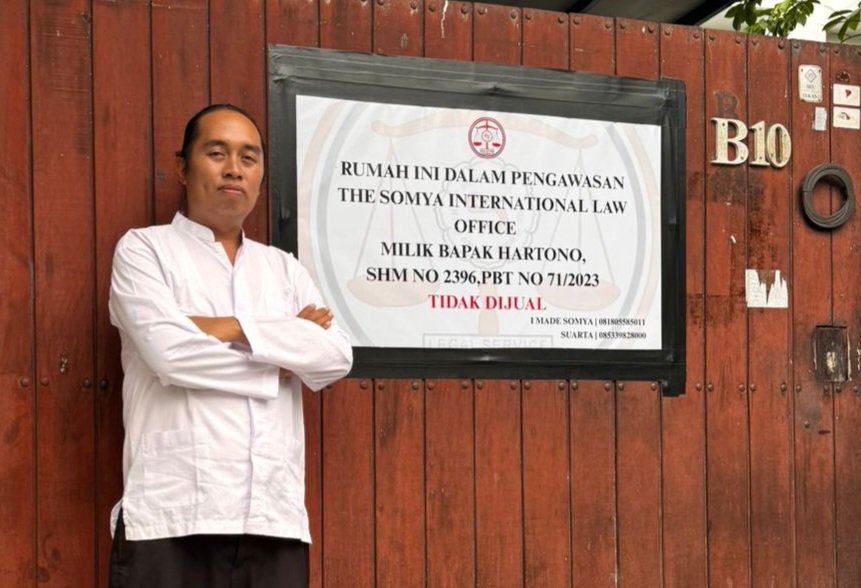 RUMAH INI DALAM PENGAWASAN
THE SOMYA INTERNATIONAL LAW
OFFICE
MILIK BAPAK HARTONO,
SHM NO 2396,PBT NO 71/2023
TIDAK DIJUAL
I MADE SOMYA | 081805585011
SUARTA | 085339828000
LEGAL SERVICE
B10